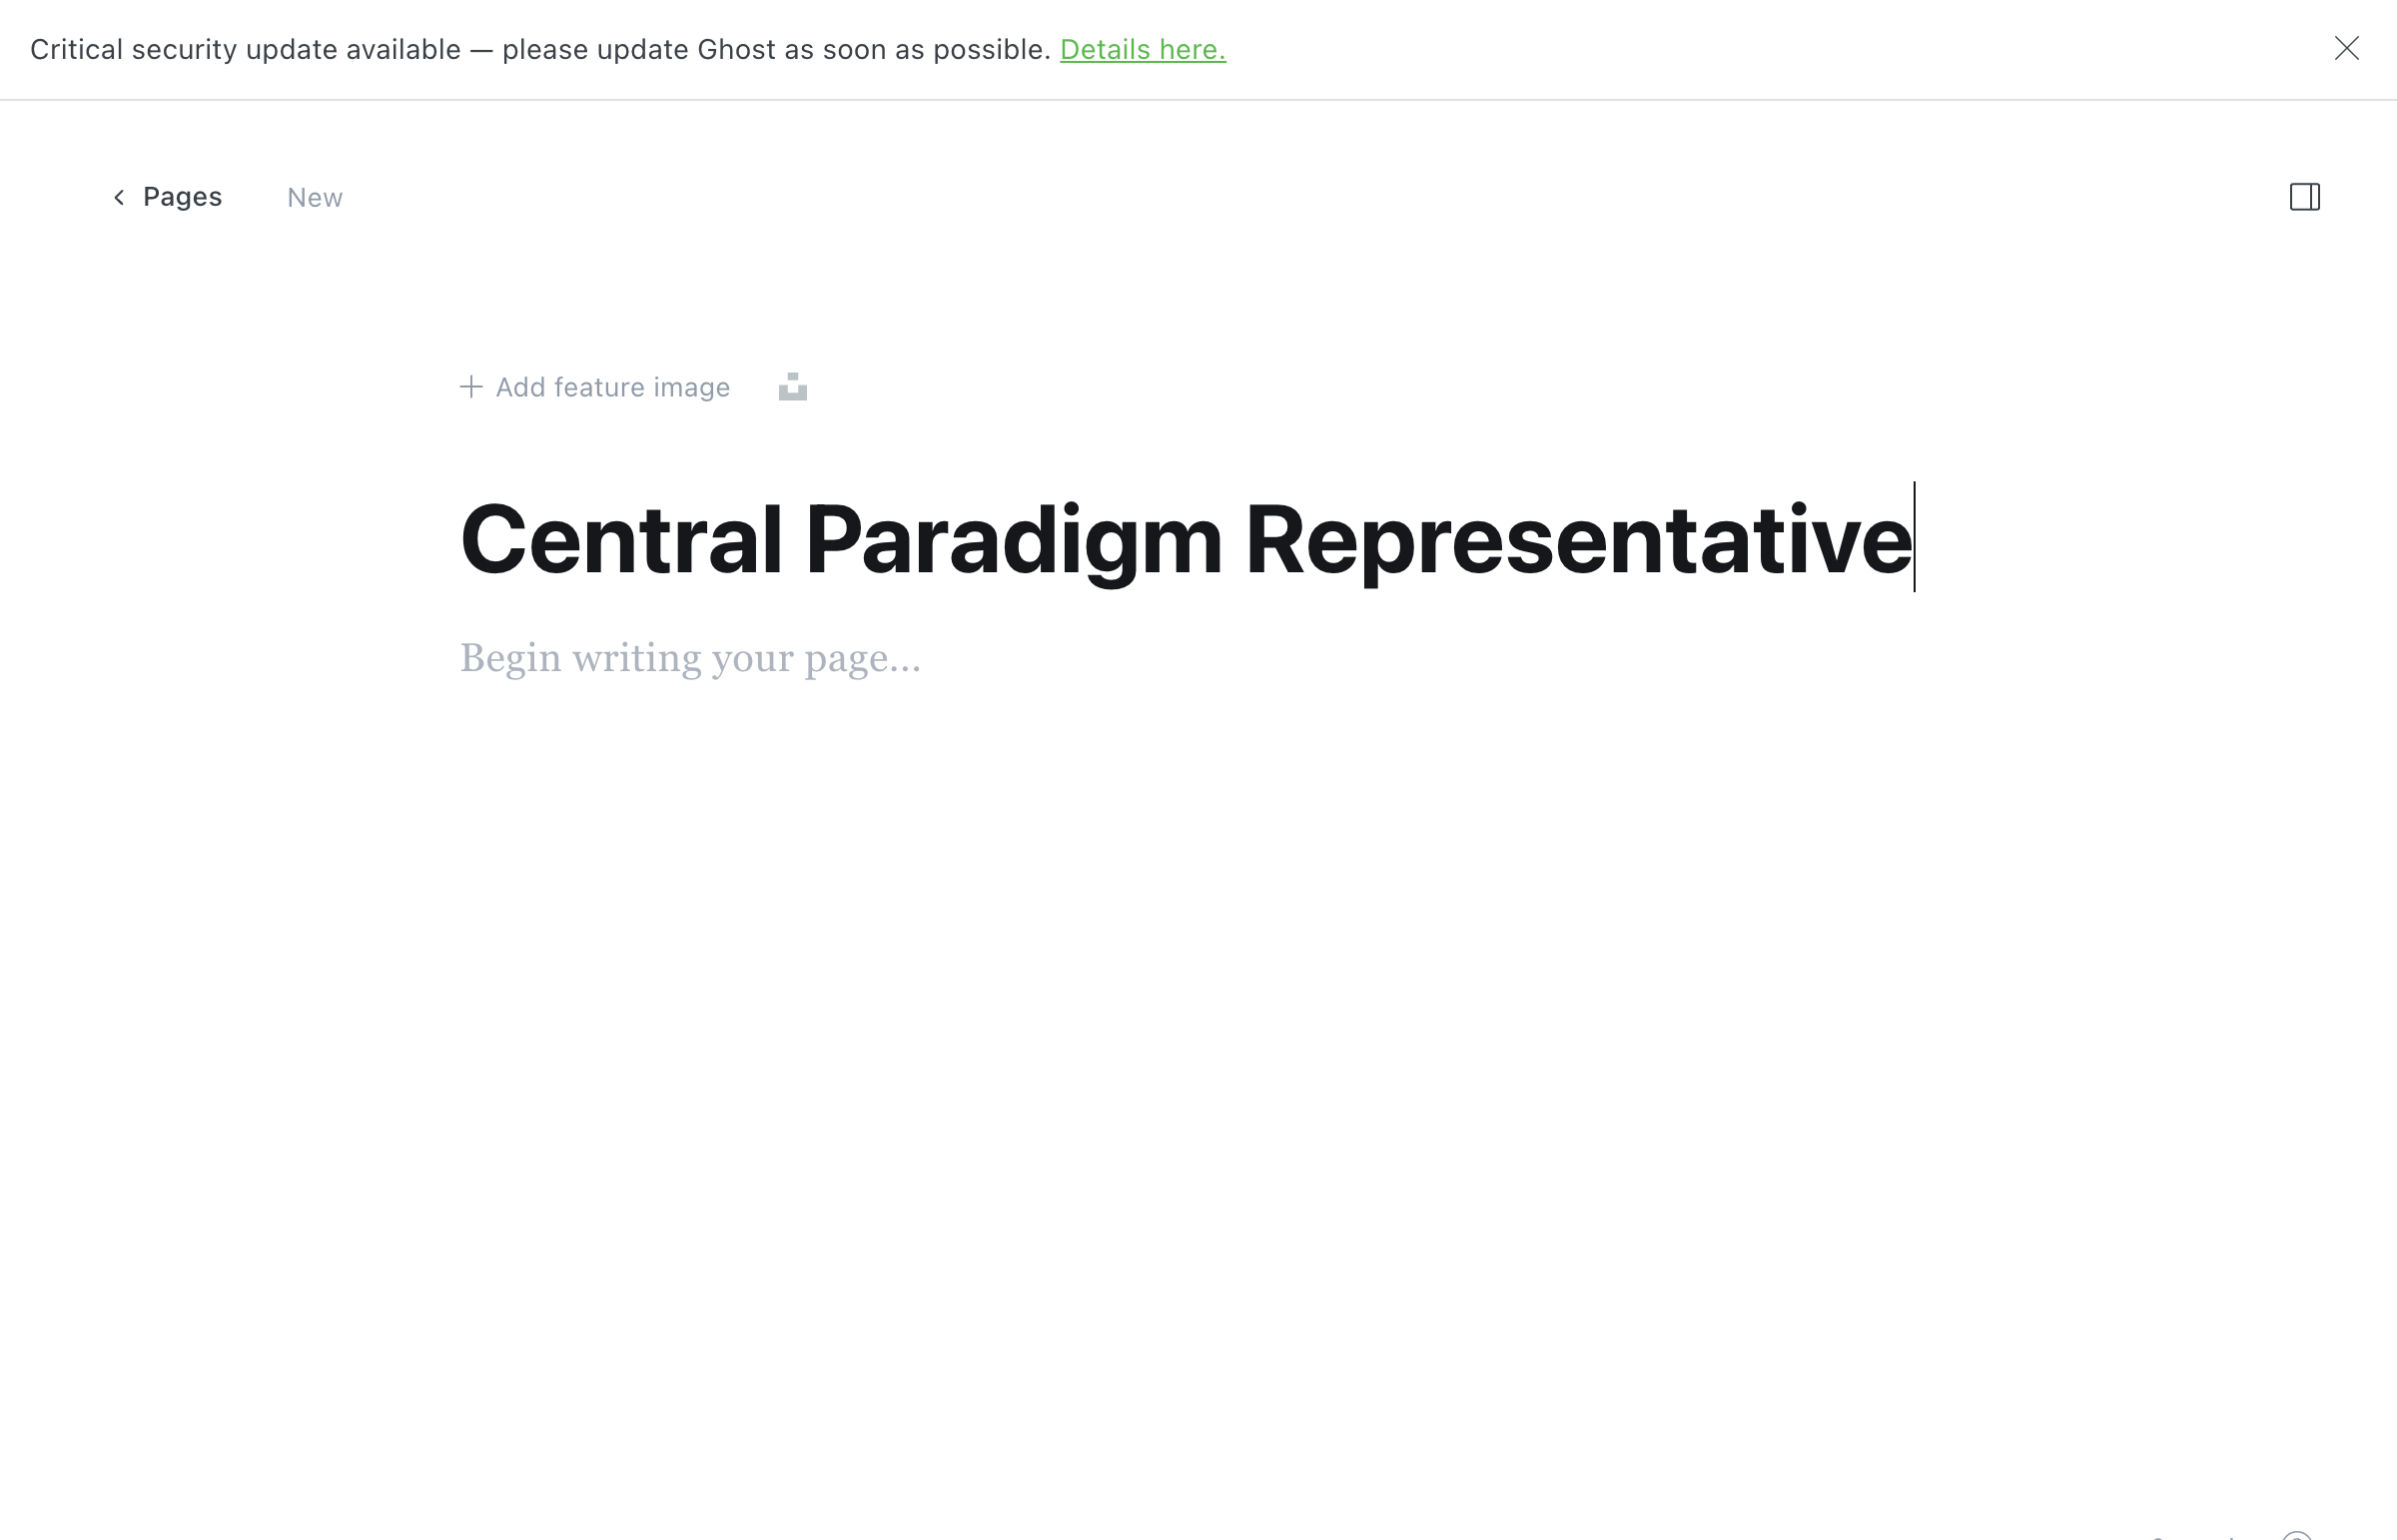 Critical security update available — please update Ghost as soon as possible. Details here.
Pages New
Add feature image
Central Paradigm Representative
Begin writing your page...